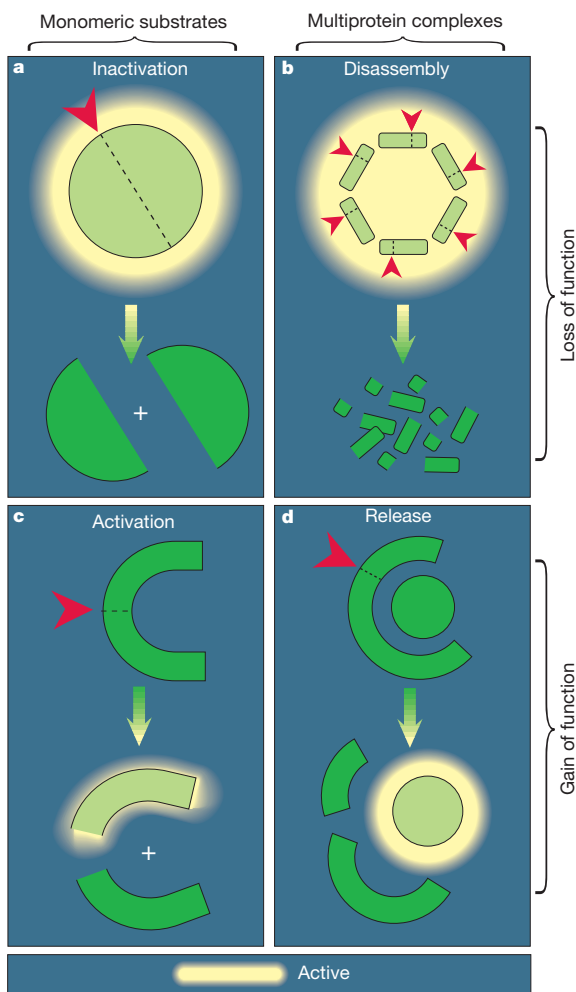 Monomeric substrates
Multiprotein complexes
a
Inactivation
b
Disassembly
+
Loss of function
c
Activation
d
Release
+
Gain of function
Active